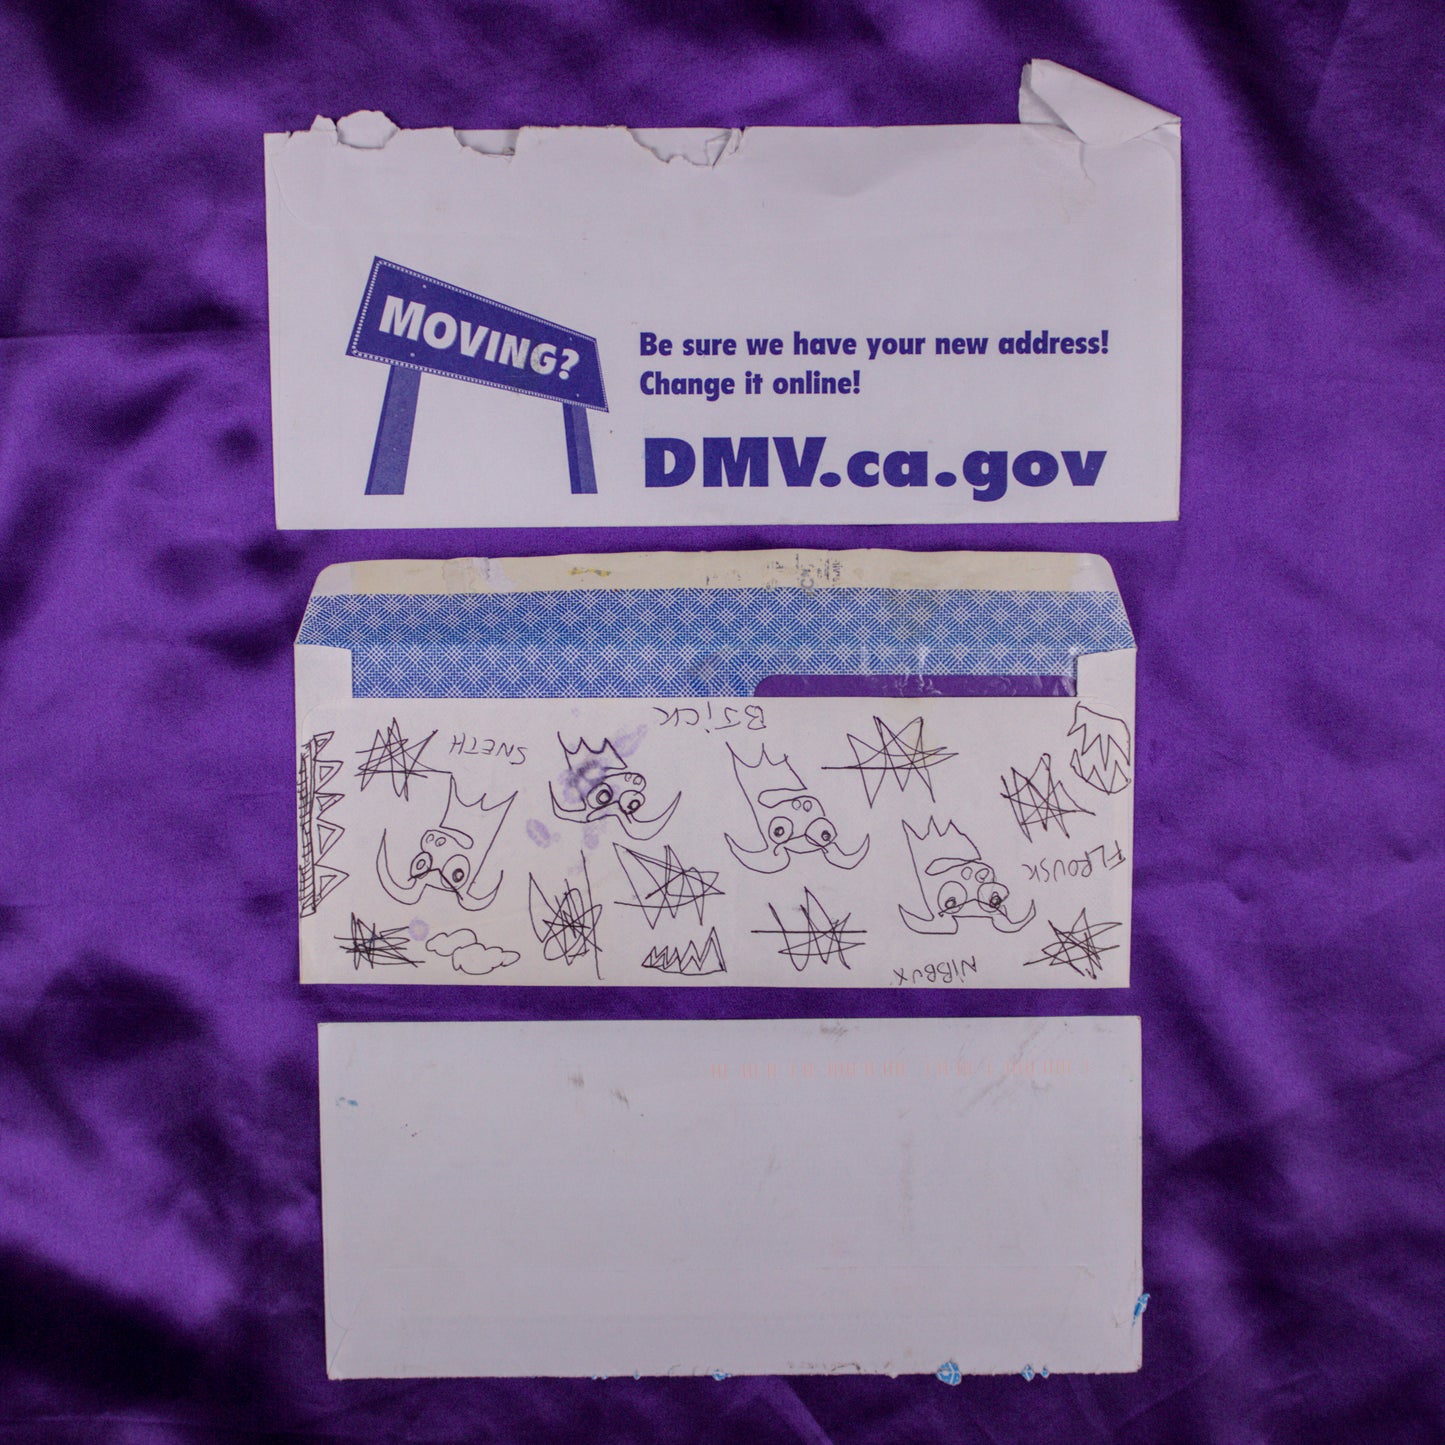 MOVING?
Be sure we have your new address!
Change it online!
DMV.ca.gov
BJiCK
SNETH
FLROUSK
NiBBUX